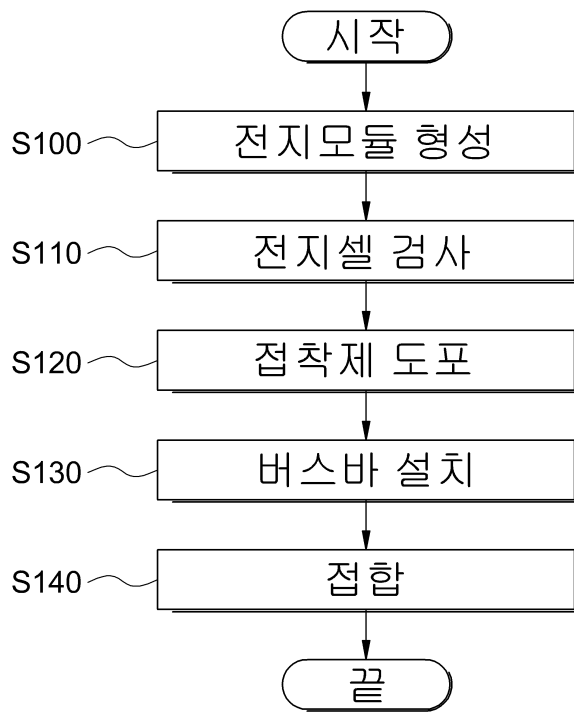 시작
S100 전지모듈 형성
S110 전지셀 검사
S120 접착제 도포
S130 버스바 설치
S140 접합
끝